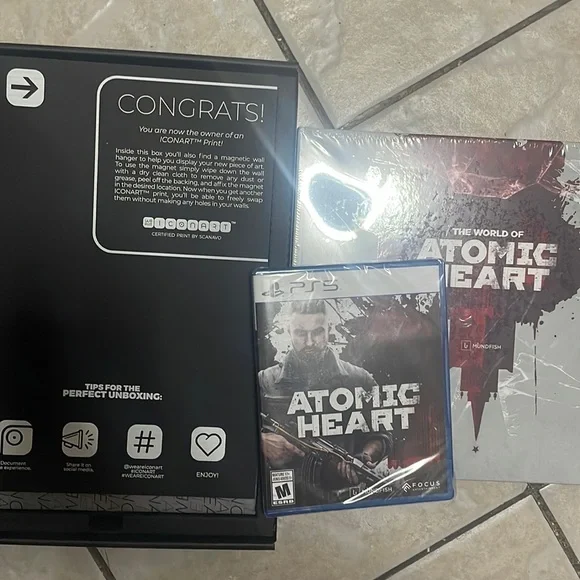 CONGRATS!
You are now the owner of an
ICONART™ Print!
Inside this box you'll also find a magnetic wall
hanger to help you display your new piece of art.
To use the magnet simply wipe down the wall
with a dry clean cloth to remove any dust or
grease, peel off the backing, and affix the magnet
in the desired location. Now when you get another
ICONART™ print, you'll be able to freely swap
them without making any holes in your walls.
ICONART™
CERTIFIED PRINT BY SCANAVO
TIPS FOR THE
PERFECT UNBOXING:
Document
experience.
Share it on
social media.
#
@weareiconart
#ICONART
#WEAREICONART
ENJOY!
THE WORLD OF
ATOMIC
HEART
MUNDFISH
PS5
ATOMIC
HEART
MATURE 17+
M
ESRB
MUNDFISH
FOCUS